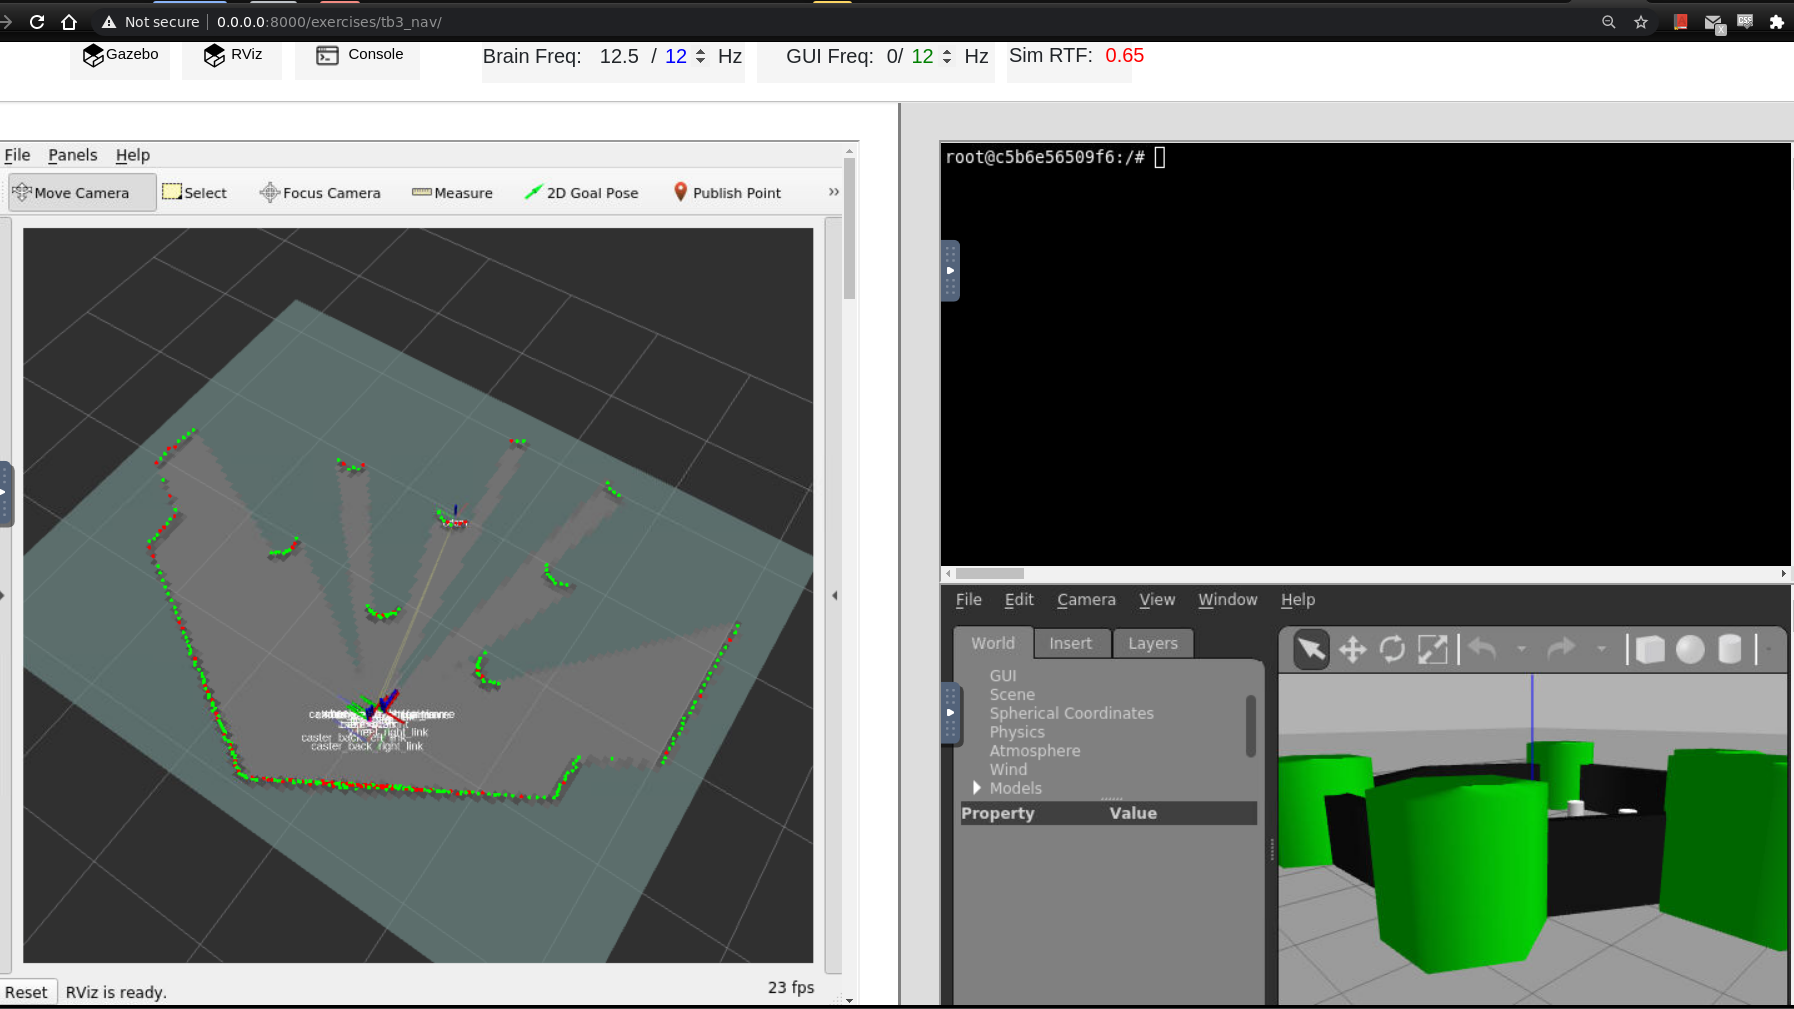 Not secure 0.0.0.0:8000/exercises/tb3_nav/
Gazebo RViz Console Brain Freq: 12.5 / 12 Hz GUI Freq: 0/ 12 Hz Sim RTF: 0.65
File Panels Help
Move Camera Select Focus Camera Measure 2D Goal Pose Publish Point »
caster_back_right_link
Reset RViz is ready. 23 fps
root@c5b6e56509f6:/#
File Edit Camera View Window Help
World Insert Layers
GUI
Scene
Spherical Coordinates
Physics
Atmosphere
Wind
Models
Property Value